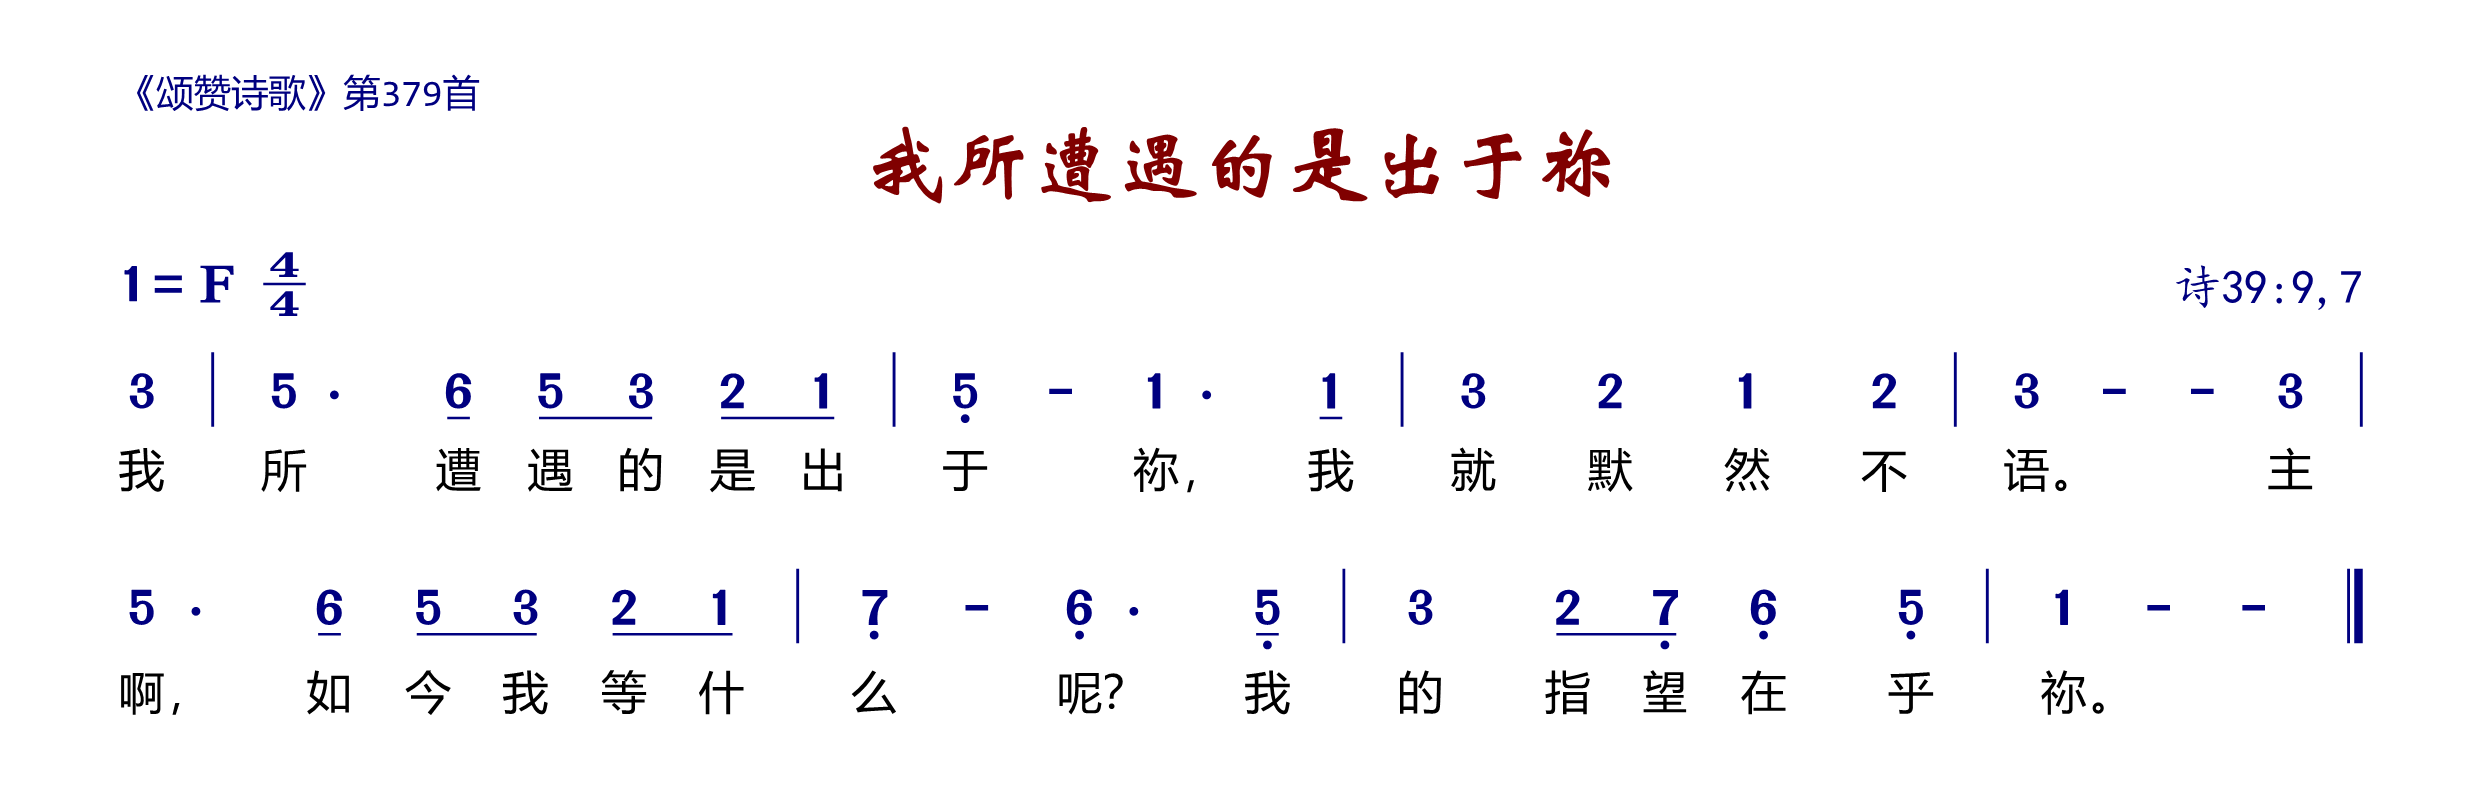 《颂赞诗歌》第379首
我所遭遇的是出于祢
1=F 4/4
诗39:9,7
3 | 5· 6 5 3 2 1 | 5̣ - 1· 1 | 3 2 1 2 | 3 - - 3 |
我 所 遭 遇 的 是 出 于 祢, 我 就 默 然 不 语。 主
5· 6 5 3 2 1 | 7̣ - 6̣· 5̣ | 3 2 7̣ 6̣ 5̣ | 1 - - ‖
啊, 如 今 我 等 什 么 呢? 我 的 指 望 在 乎 祢。